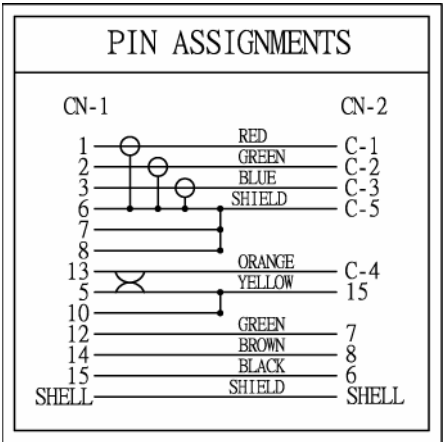 PIN ASSIGNMENTS
CN-1 CN-2
1 RED C-1
2 GREEN C-2
3 BLUE C-3
6 SHIELD C-5
7
8
13 ORANGE C-4
5 YELLOW 15
10
12 GREEN 7
14 BROWN 8
15 BLACK 6
SHELL SHIELD SHELL